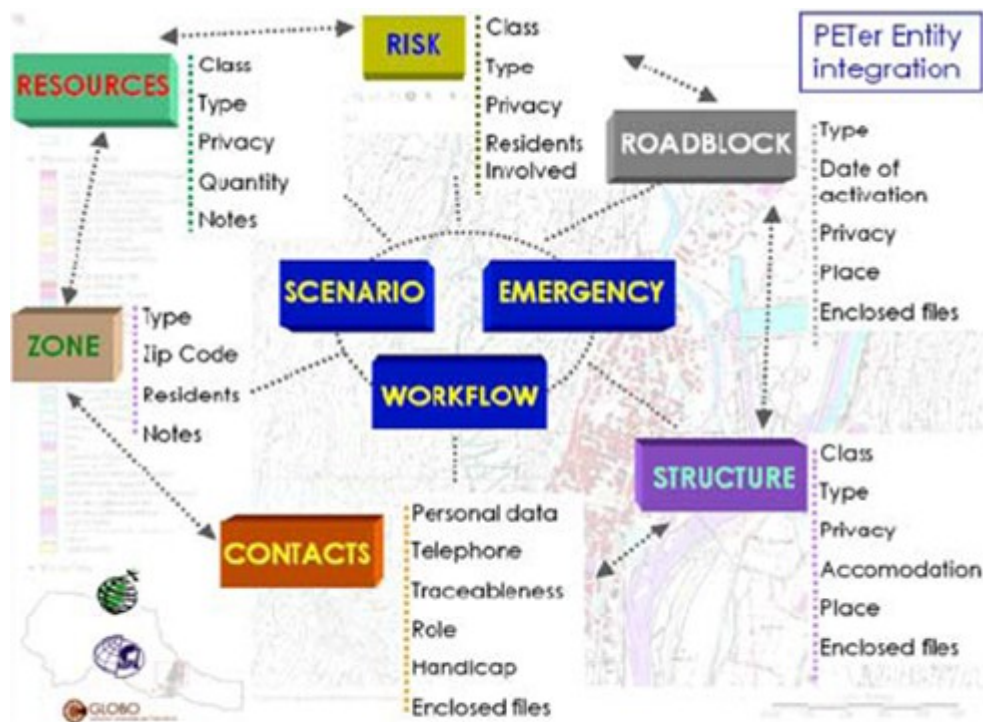 PETer Entity
integration
RESOURCES
Class
Type
Privacy
Quantity
Notes
RISK
Class
Type
Privacy
Residents
Involved
ROADBLOCK
Type
Date of
activation
Privacy
Place
Enclosed files
SCENARIO
EMERGENCY
WORKFLOW
ZONE
Type
Zip Code
Residents
Notes
STRUCTURE
Class
Type
Privacy
Accomodation
Place
Enclosed files
CONTACTS
Personal data
Telephone
Traceableness
Role
Handicap
Enclosed files
GLOBO